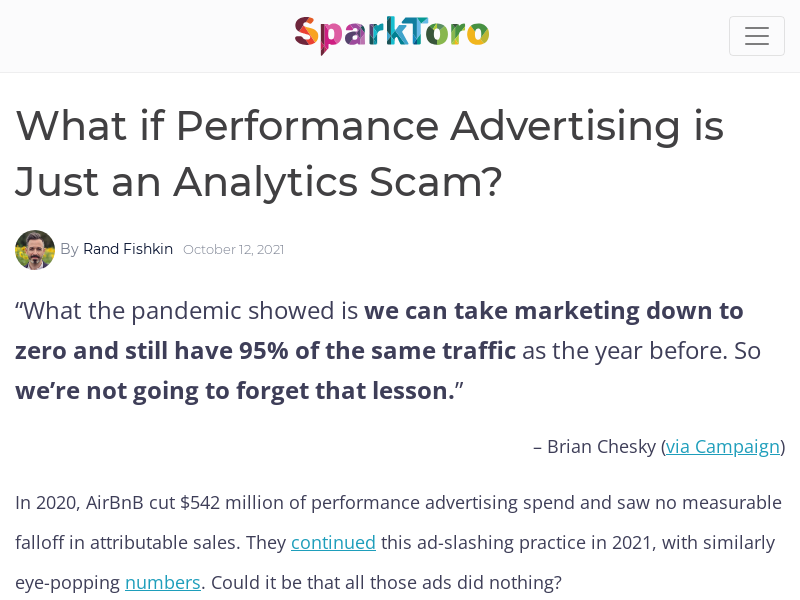 SparkToro
What if Performance Advertising is
Just an Analytics Scam?
By Rand Fishkin October 12, 2021
“What the pandemic showed is we can take marketing down to
zero and still have 95% of the same traffic as the year before. So
we’re not going to forget that lesson.”
– Brian Chesky (via Campaign)
In 2020, AirBnB cut $542 million of performance advertising spend and saw no measurable
falloff in attributable sales. They continued this ad-slashing practice in 2021, with similarly
eye-popping numbers. Could it be that all those ads did nothing?